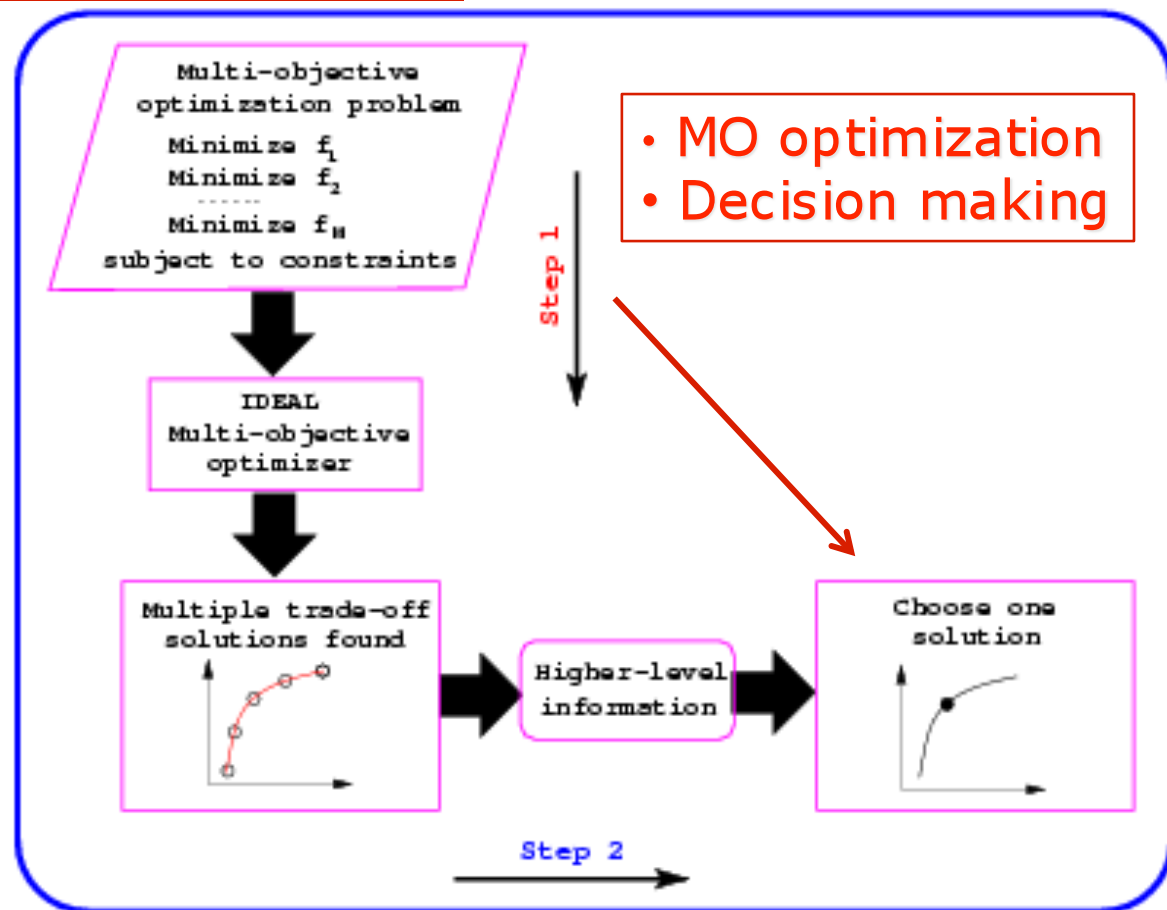 Multi-objective
optimization problem
Minimize f1
Minimize f2
------
Minimize fM
subject to constraints
• MO optimization
• Decision making
Step 1
IDEAL
Multi-objective
optimizer
Multiple trade-off
solutions found
Higher-level
information
Choose one
solution
Step 2